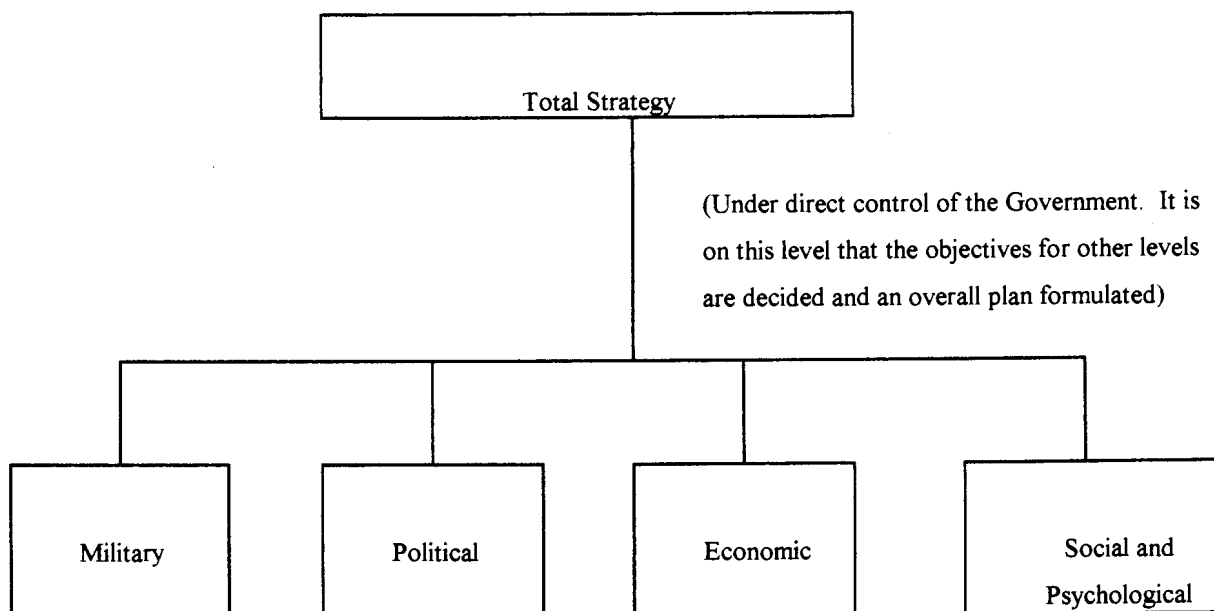 Total Strategy
(Under direct control of the Government. It is
on this level that the objectives for other levels
are decided and an overall plan formulated)
Military
Political
Economic
Social and
Psychological